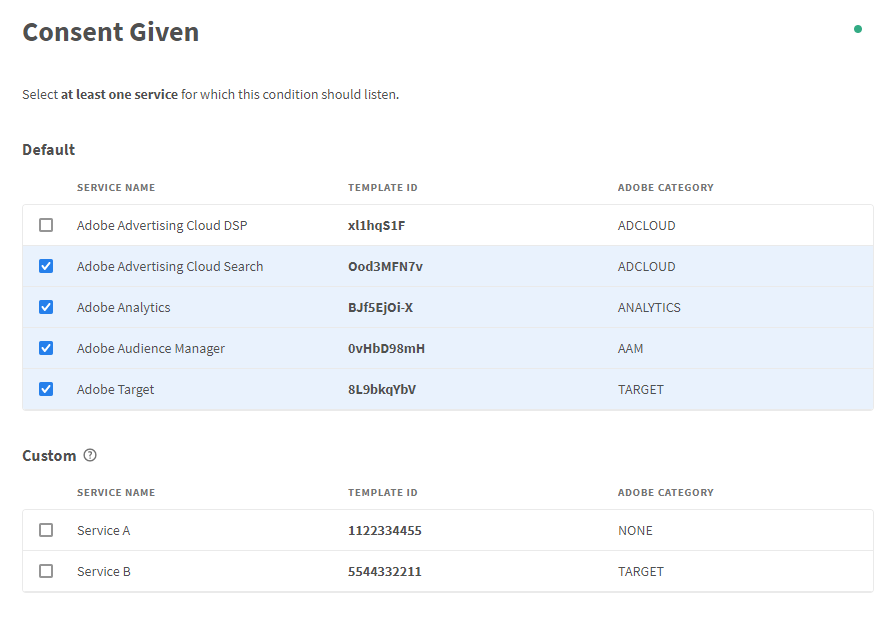 Consent Given
Select at least one service for which this condition should listen.
Default
SERVICE NAME TEMPLATE ID ADOBE CATEGORY
Adobe Advertising Cloud DSP xl1hqS1F ADCLOUD
Adobe Advertising Cloud Search Ood3MFN7v ADCLOUD
Adobe Analytics BJf5EjOi-X ANALYTICS
Adobe Audience Manager 0vHbD98mH AAM
Adobe Target 8L9bkqYbV TARGET
Custom ?
SERVICE NAME TEMPLATE ID ADOBE CATEGORY
Service A 1122334455 NONE
Service B 5544332211 TARGET